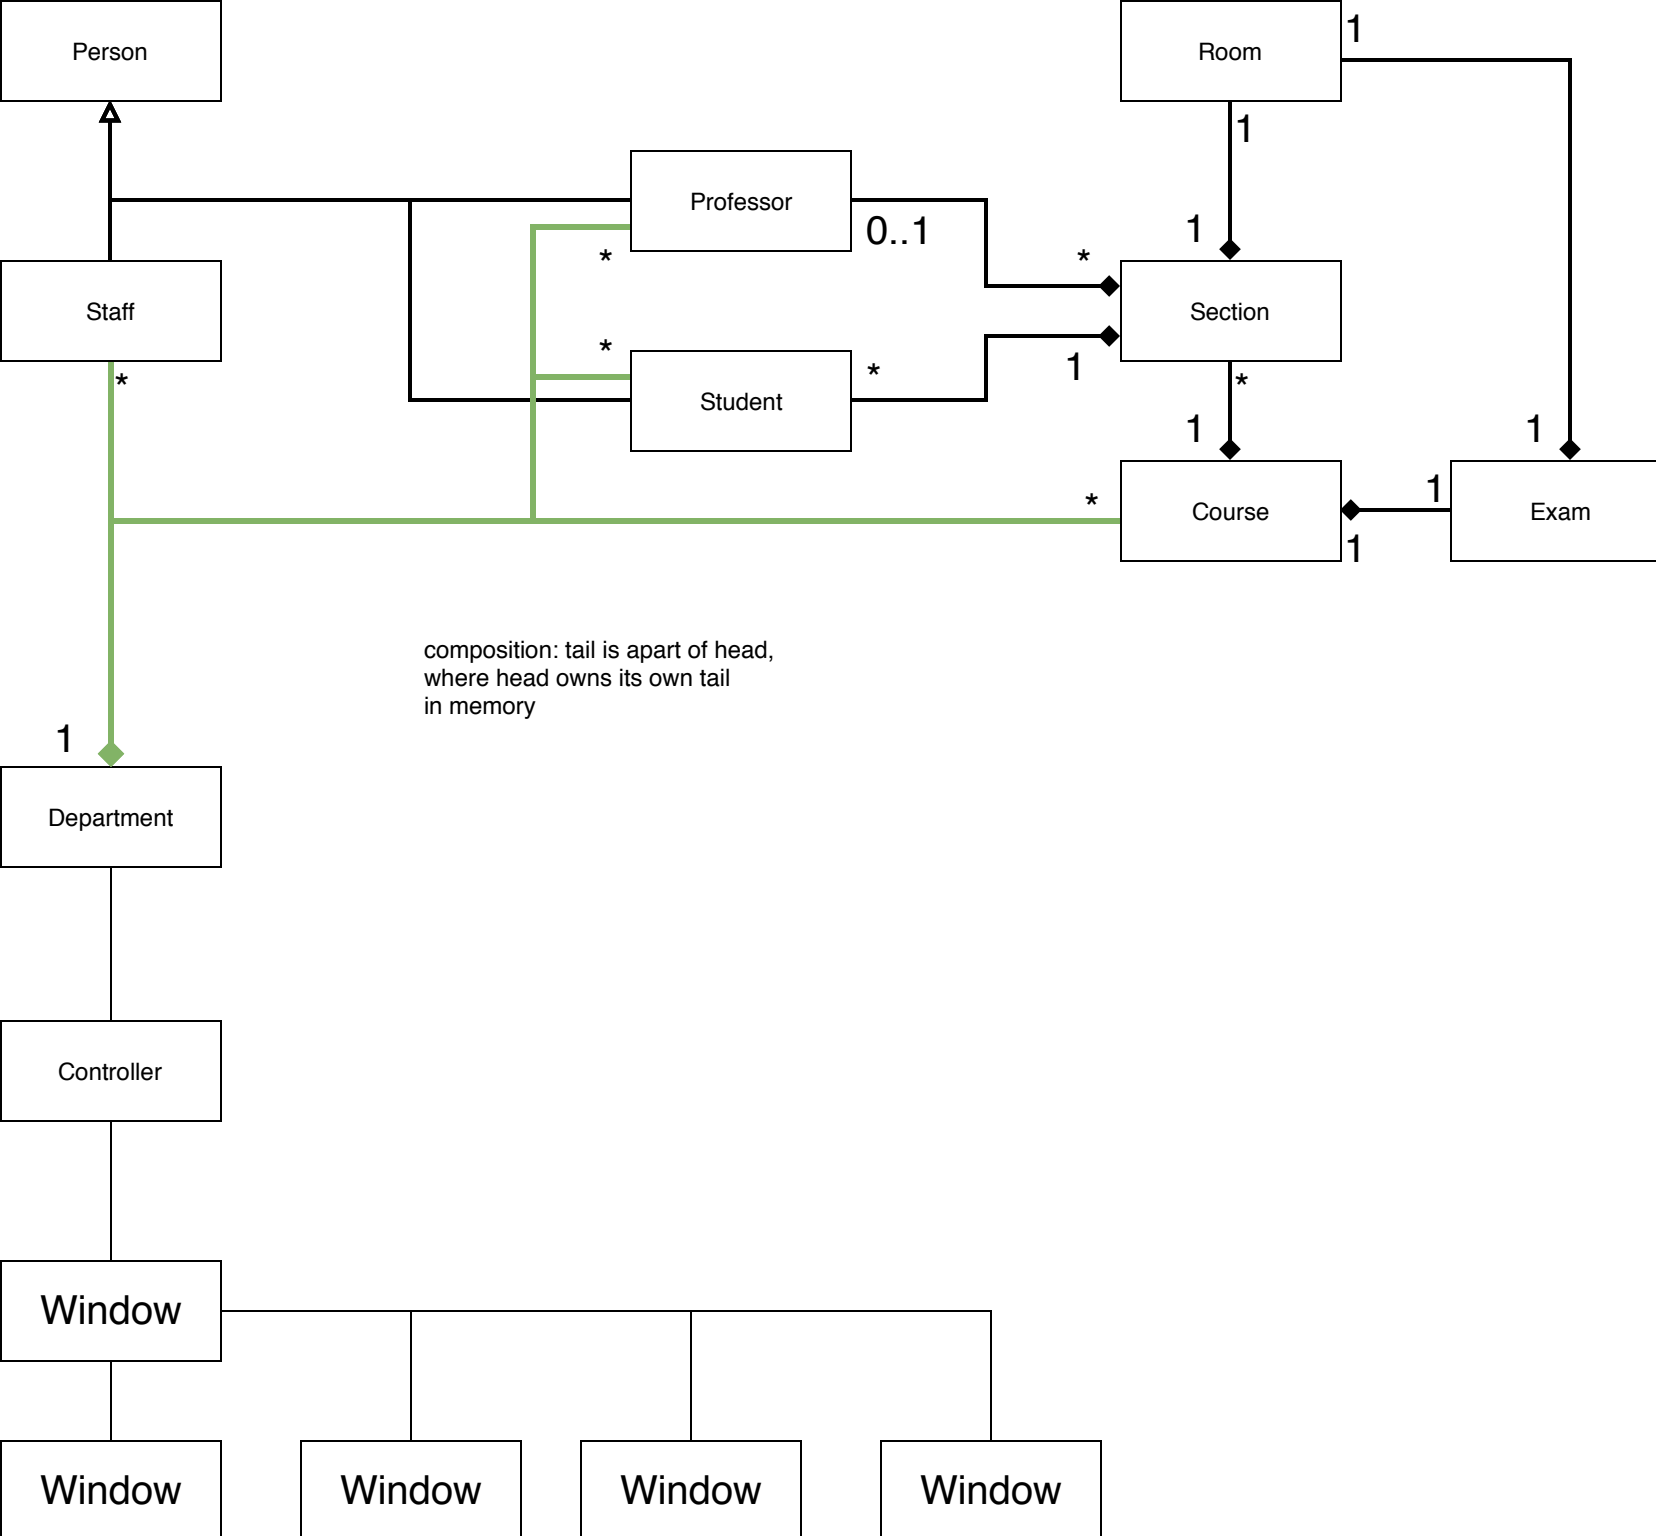 Person
Room
1
1
Professor
0..1
*
1
*
Staff
Section
*
*
1
*
Student
*
*
1
1
*
1
Course
Exam
1
composition: tail is apart of head,
where head owns its own tail
in memory
1
Department
Controller
Window
Window
Window
Window
Window